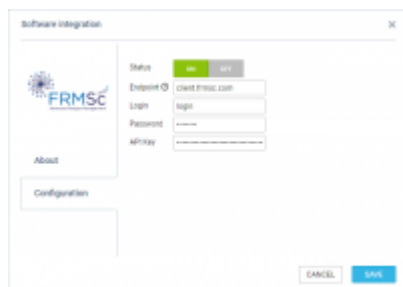 Software integration
Status ON OFF
Endpoint client.frmsc.com
Login login
Password
API Key
FRMSc
About
Configuration
CANCEL SAVE